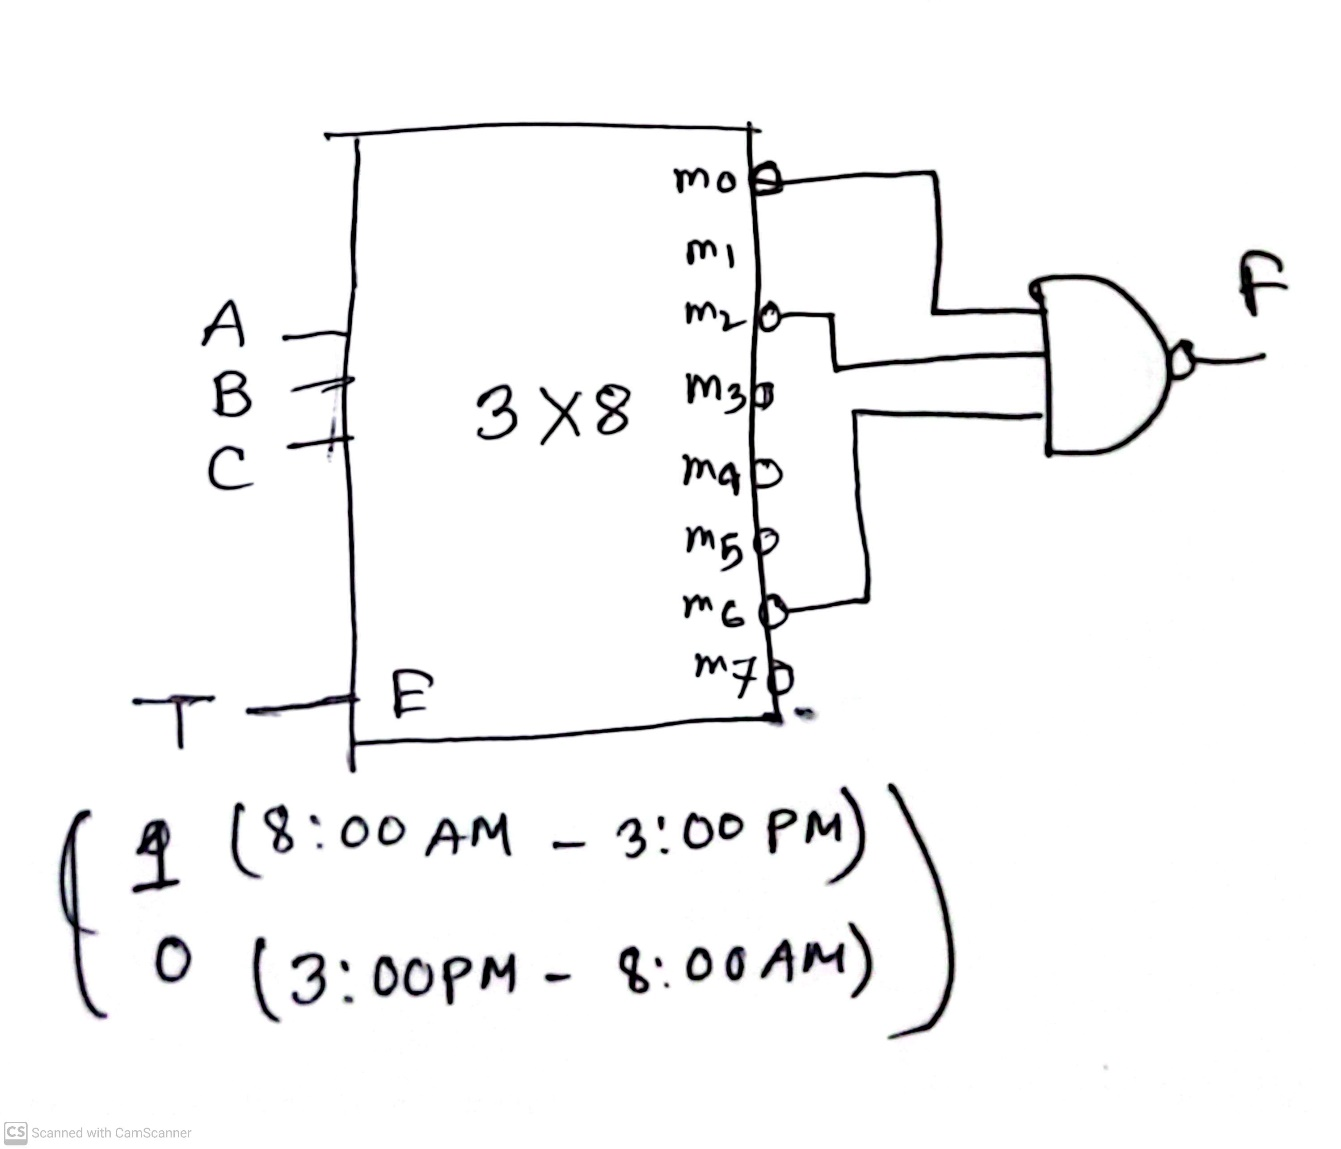 m0
m1
m2
m3
m4
m5
m6
m7
A
B
C
3X8
F
T
E
1 (8:00 AM - 3:00 PM)
0 (3:00PM - 8:00AM)
CS Scanned with CamScanner